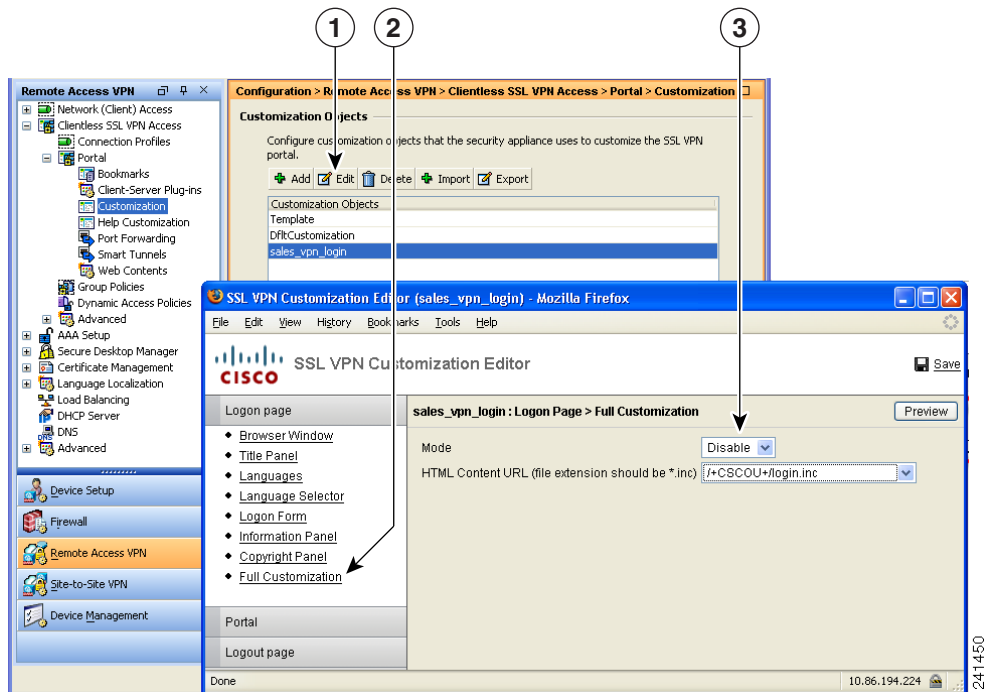 1 2 3
Remote Access VPN
Network (Client) Access
Clientless SSL VPN Access
Connection Profiles
Portal
Bookmarks
Client-Server Plug-ins
Customization
Help Customization
Port Forwarding
Smart Tunnels
Web Contents
Group Policies
Dynamic Access Policies
Advanced
AAA Setup
Secure Desktop Manager
Certificate Management
Language Localization
Load Balancing
DHCP Server
DNS
Advanced
Device Setup
Firewall
Remote Access VPN
Site-to-Site VPN
Device Management
Configuration > Remote Access VPN > Clientless SSL VPN Access > Portal > Customization
Customization Objects
Configure customization objects that the security appliance uses to customize the SSL VPN
portal.
Add Edit Delete Import Export
Customization Objects
Template
DfltCustomization
sales_vpn_login
SSL VPN Customization Editor (sales_vpn_login) - Mozilla Firefox
File Edit View History Bookmarks Tools Help
CISCO SSL VPN Customization Editor Save
Logon page
Browser Window
Title Panel
Languages
Language Selector
Logon Form
Information Panel
Copyright Panel
Full Customization
Portal
Logout page
sales_vpn_login : Logon Page > Full Customization Preview
Mode Disable
HTML Content URL (file extension should be *.inc) /+CSCOU+/login.inc
Done 10.86.194.224
241450